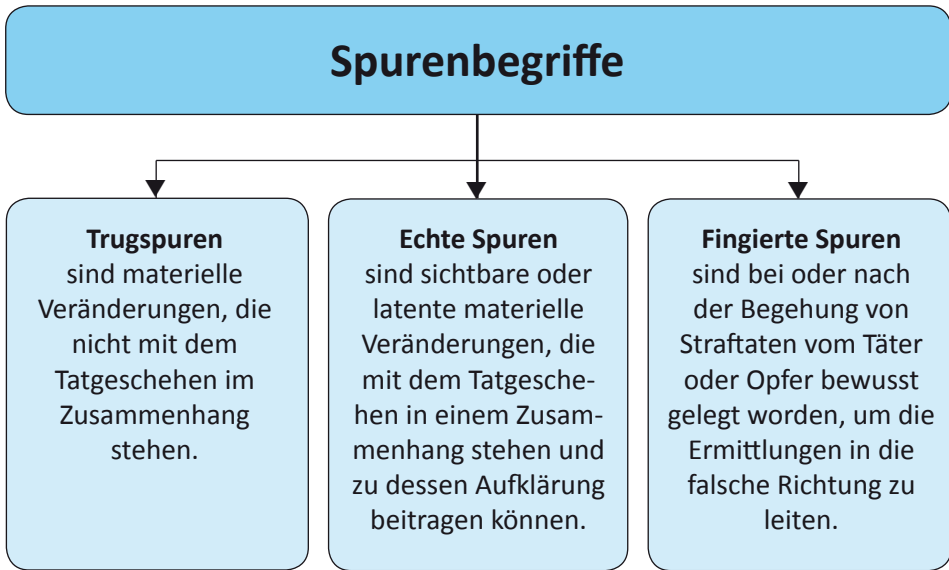 Spurenbegriffe
Trugspuren
sind materielle
Veränderungen, die
nicht mit dem
Tatgeschehen im
Zusammenhang
stehen.
Echte Spuren
sind sichtbare oder
latente materielle
Veränderungen, die
mit dem Tatgesche-
hen in einem Zusam-
menhang stehen und
zu dessen Aufklärung
beitragen können.
Fingierte Spuren
sind bei oder nach
der Begehung von
Straftaten vom Täter
oder Opfer bewusst
gelegt worden, um die
Ermittlungen in die
falsche Richtung zu
leiten.